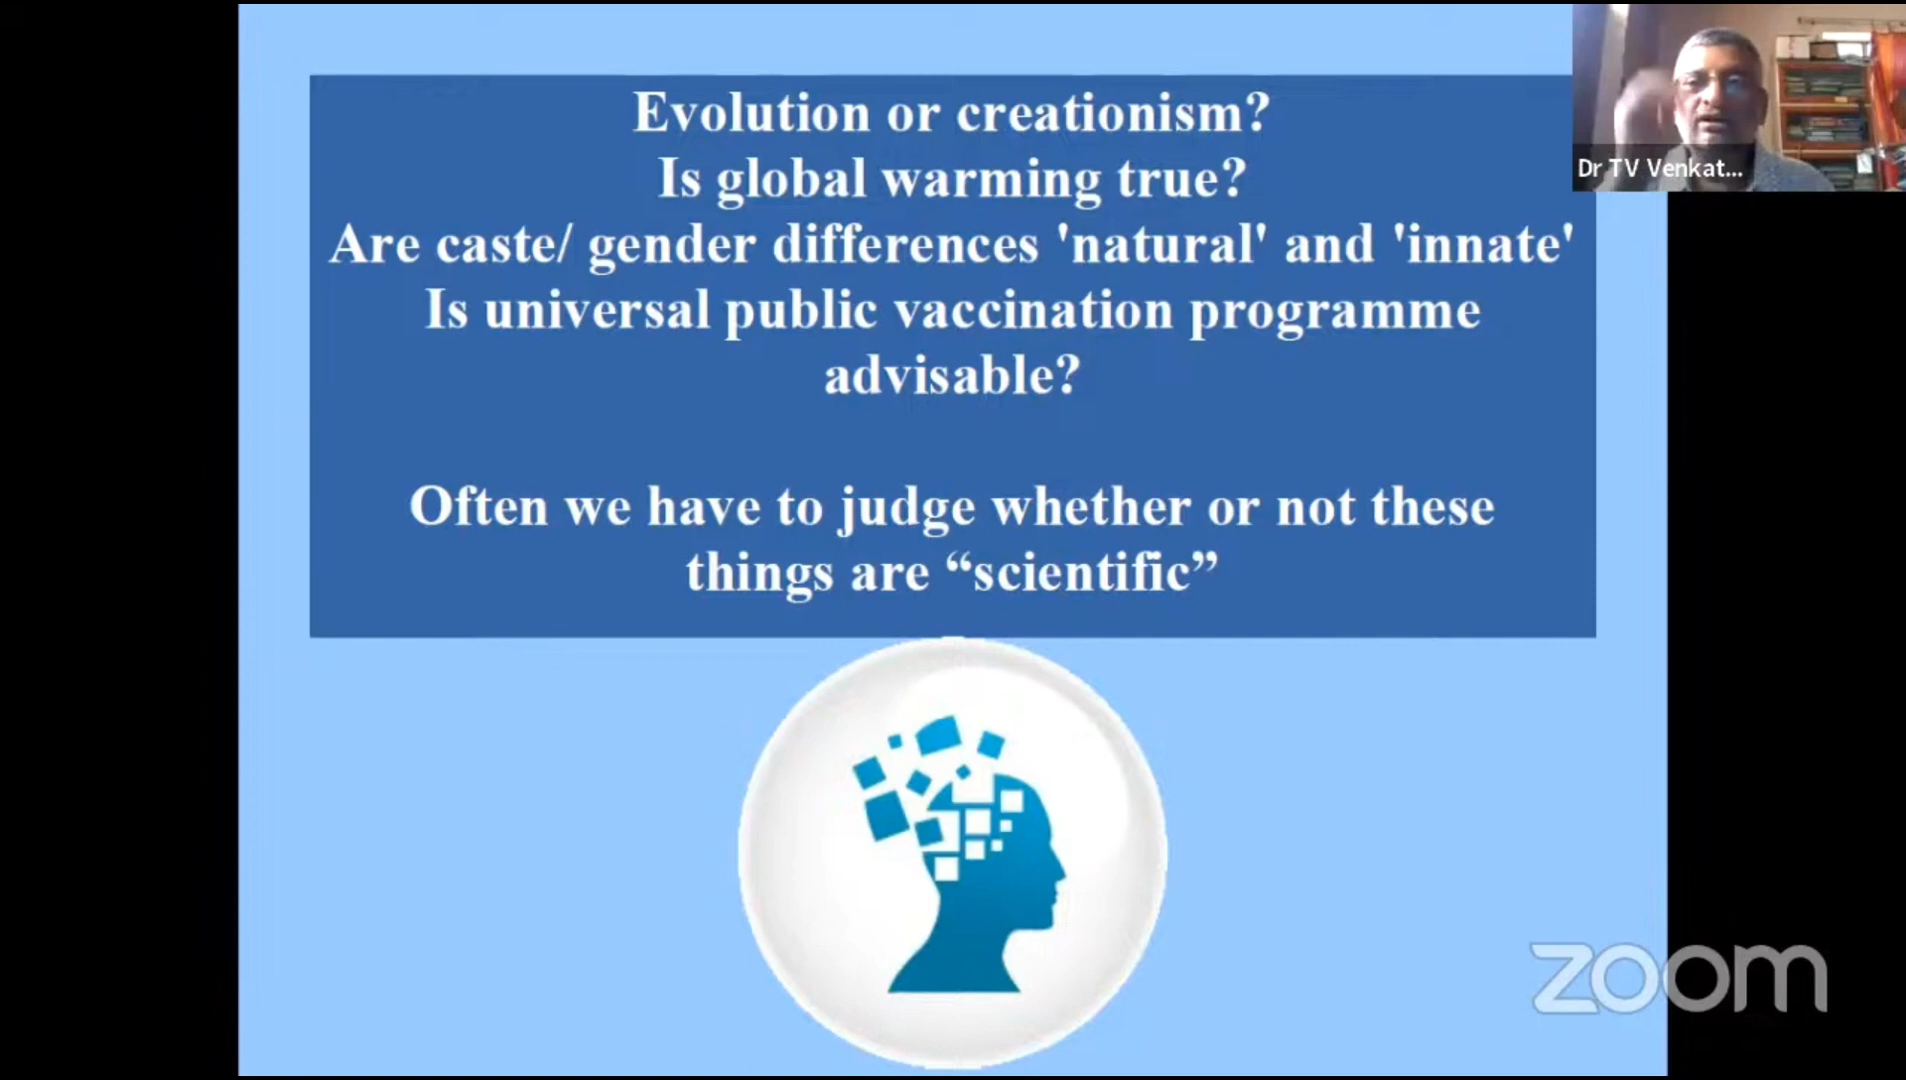 Evolution or creationism?
Is global warming true?
Are caste/ gender differences 'natural' and 'innate'
Is universal public vaccination programme
advisable?
Often we have to judge whether or not these
things are “scientific”
Dr TV Venkat...
zoom